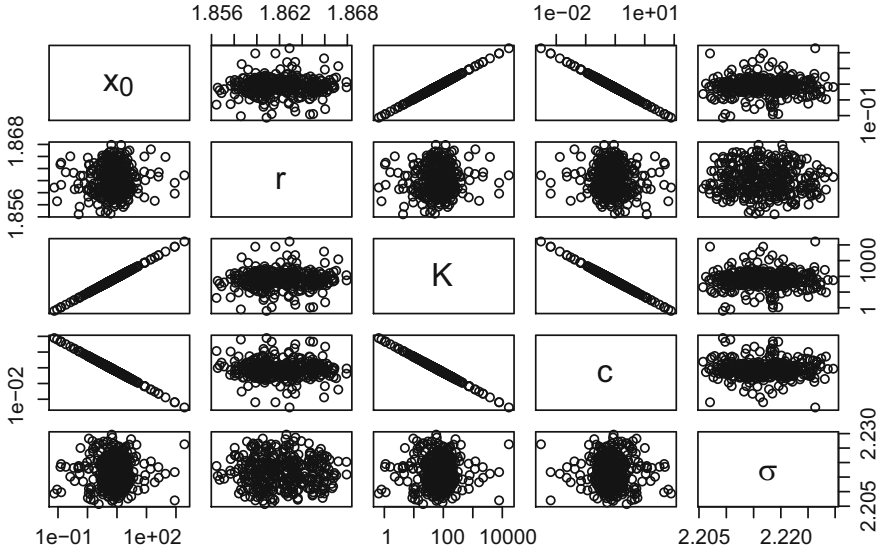 1.856 1.862 1.868 1e−02 1e+01
x0 1e−01
1.868 1.856 r
K 1 1000
1e−02 c
σ 2.205 2.230
1e−01 1e+02 1 100 10000 2.205 2.220